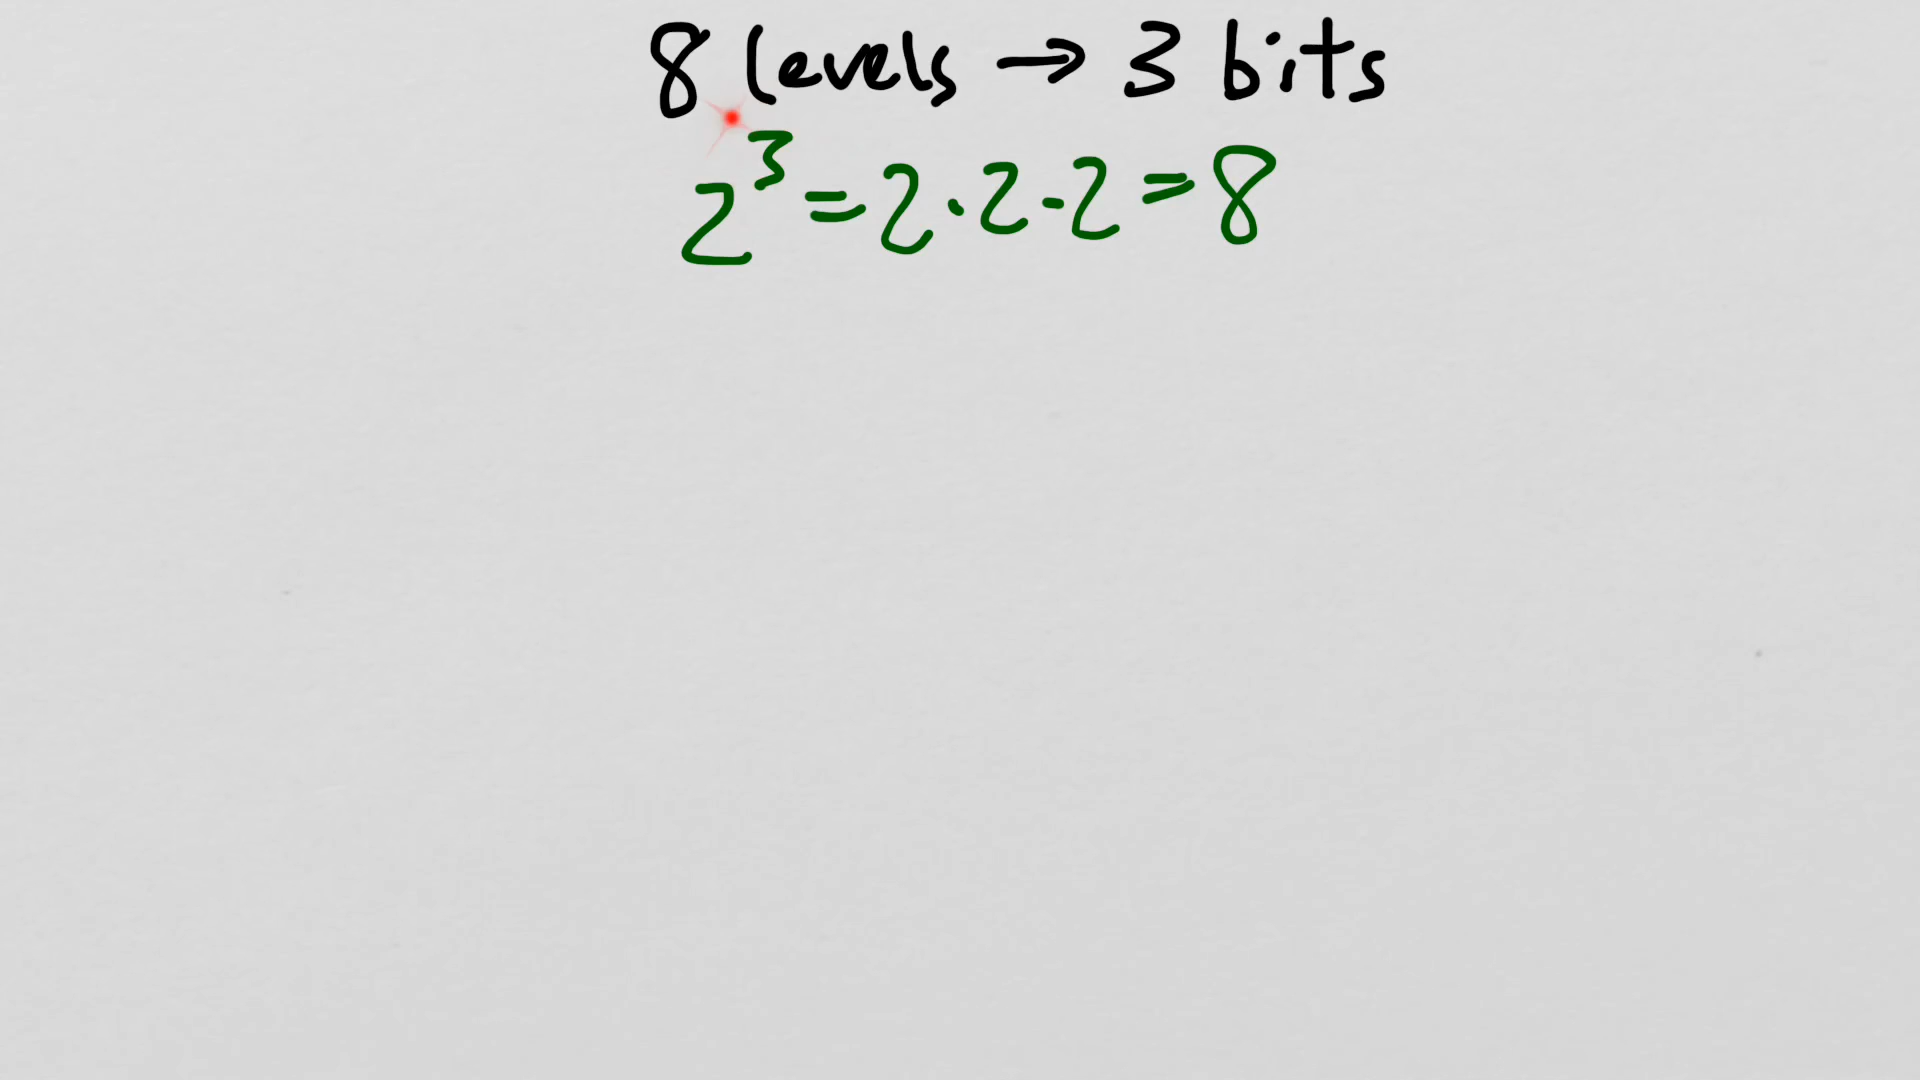 8 levels → 3 bits
2³ = 2 · 2 · 2 = 8